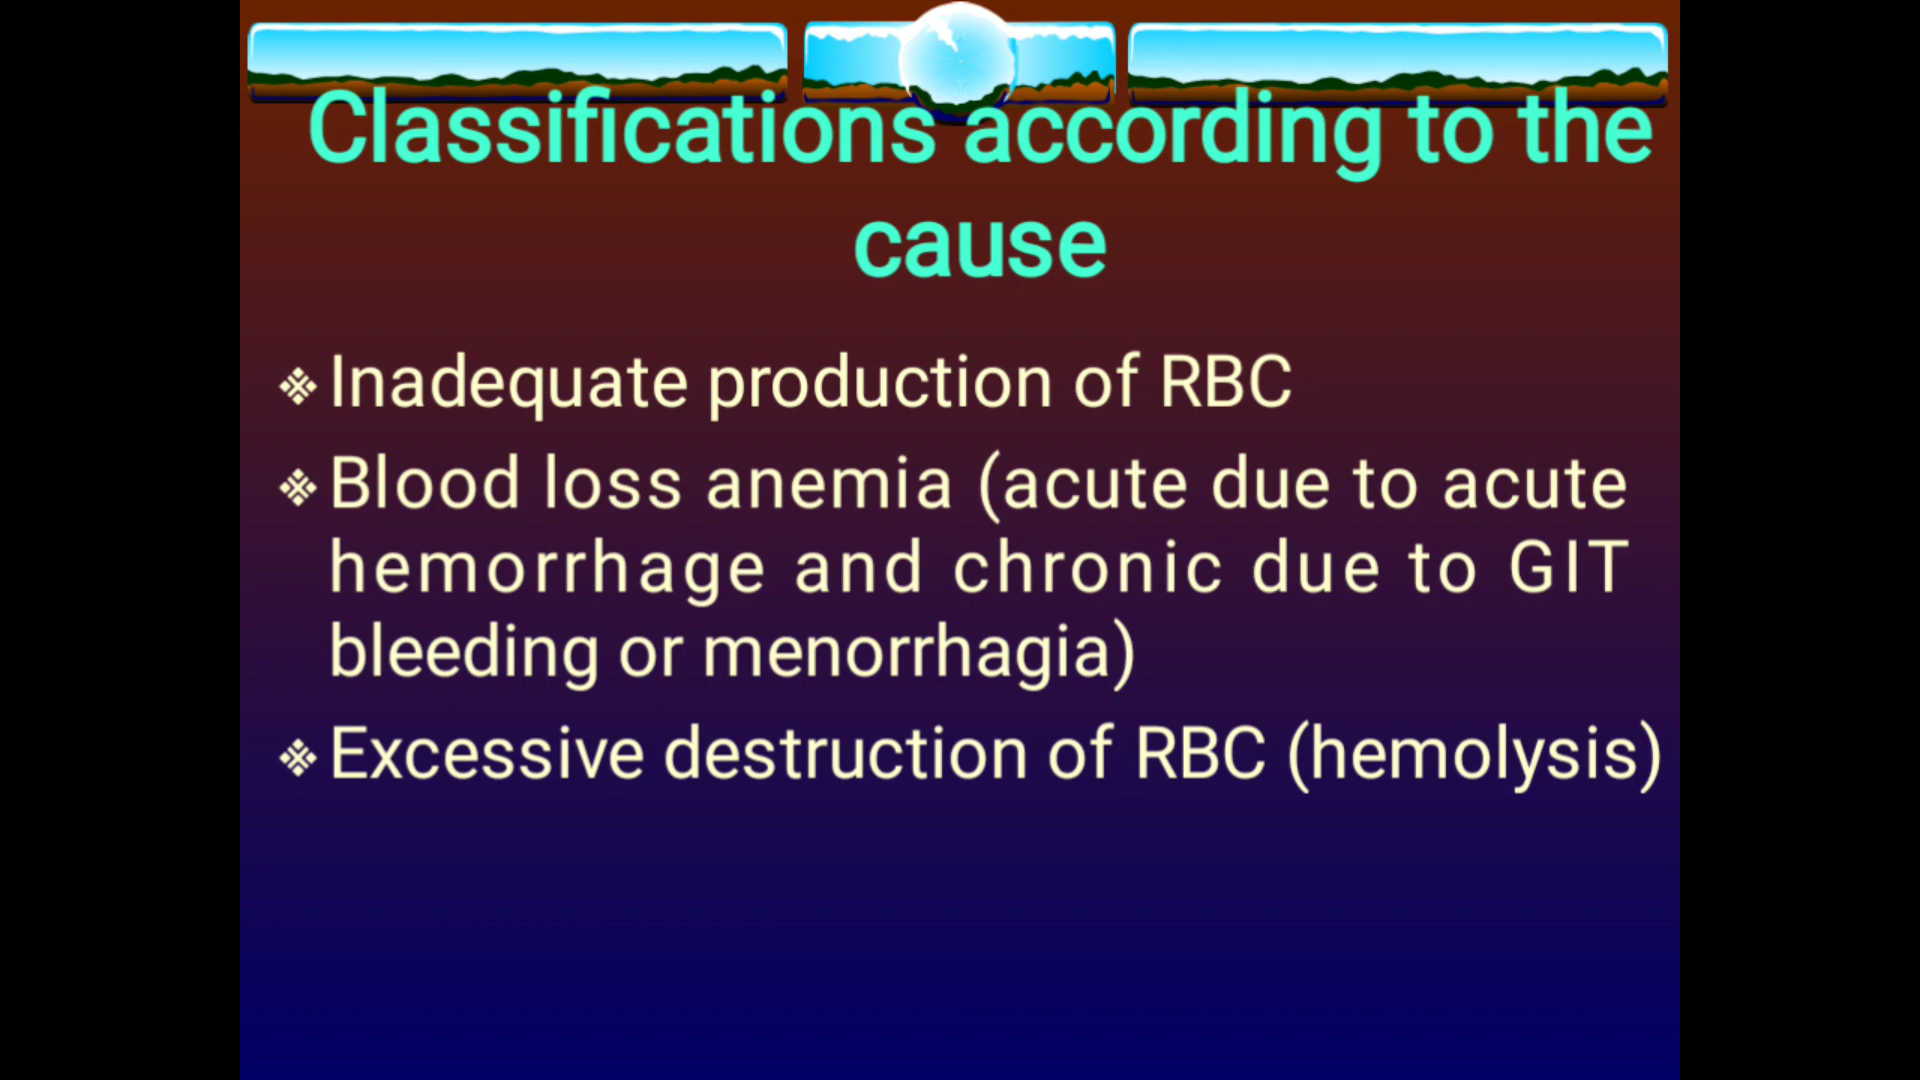 Classifications according to the
cause
❖ Inadequate production of RBC
❖ Blood loss anemia (acute due to acute
hemorrhage and chronic due to GIT
bleeding or menorrhagia)
❖ Excessive destruction of RBC (hemolysis)